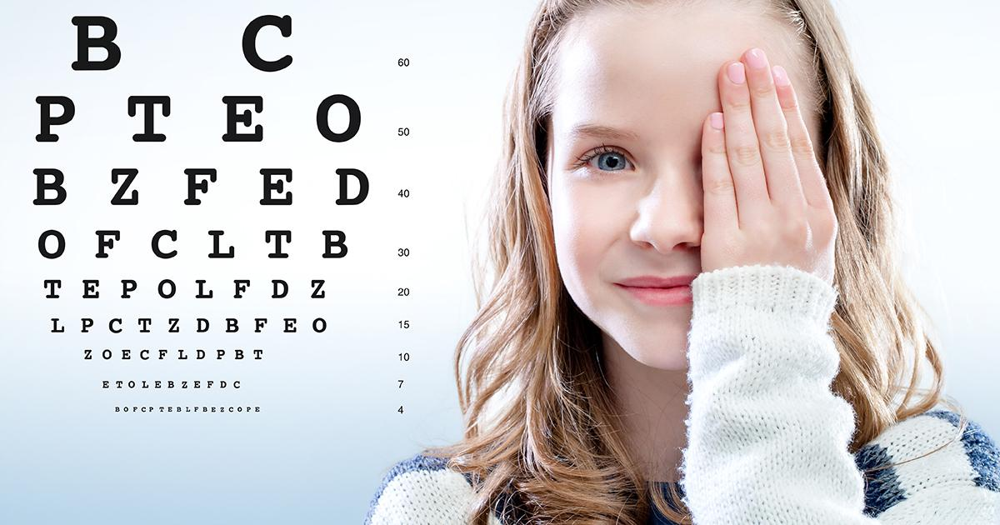 B C 60
P T E O 50
B Z F E D 40
O F C L T B 30
T E P O L F D Z 20
L P C T Z D B F E O 15
Z O E C F L D P B T 10
E T O L E B Z E F D C 7
B O F C P T E B L F B E Z C O P E 4